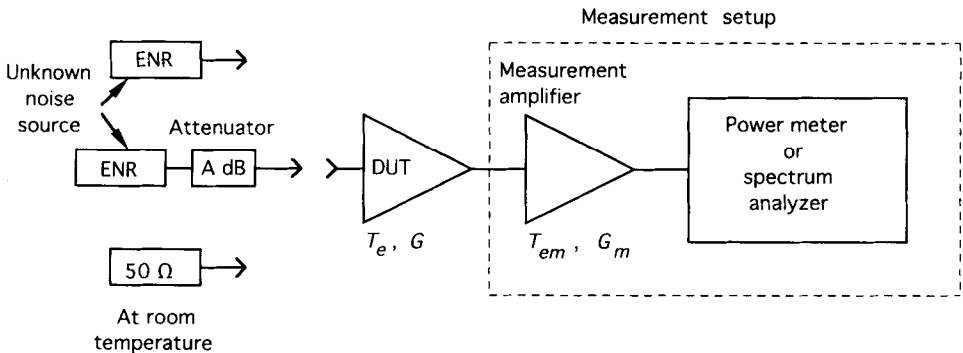 Measurement setup
ENR
Unknown
noise
source
Measurement
amplifier
Attenuator
ENR
A dB
DUT
Power meter
or
spectrum
analyzer
T_e , G
T_em , G_m
50 Ω
At room
temperature